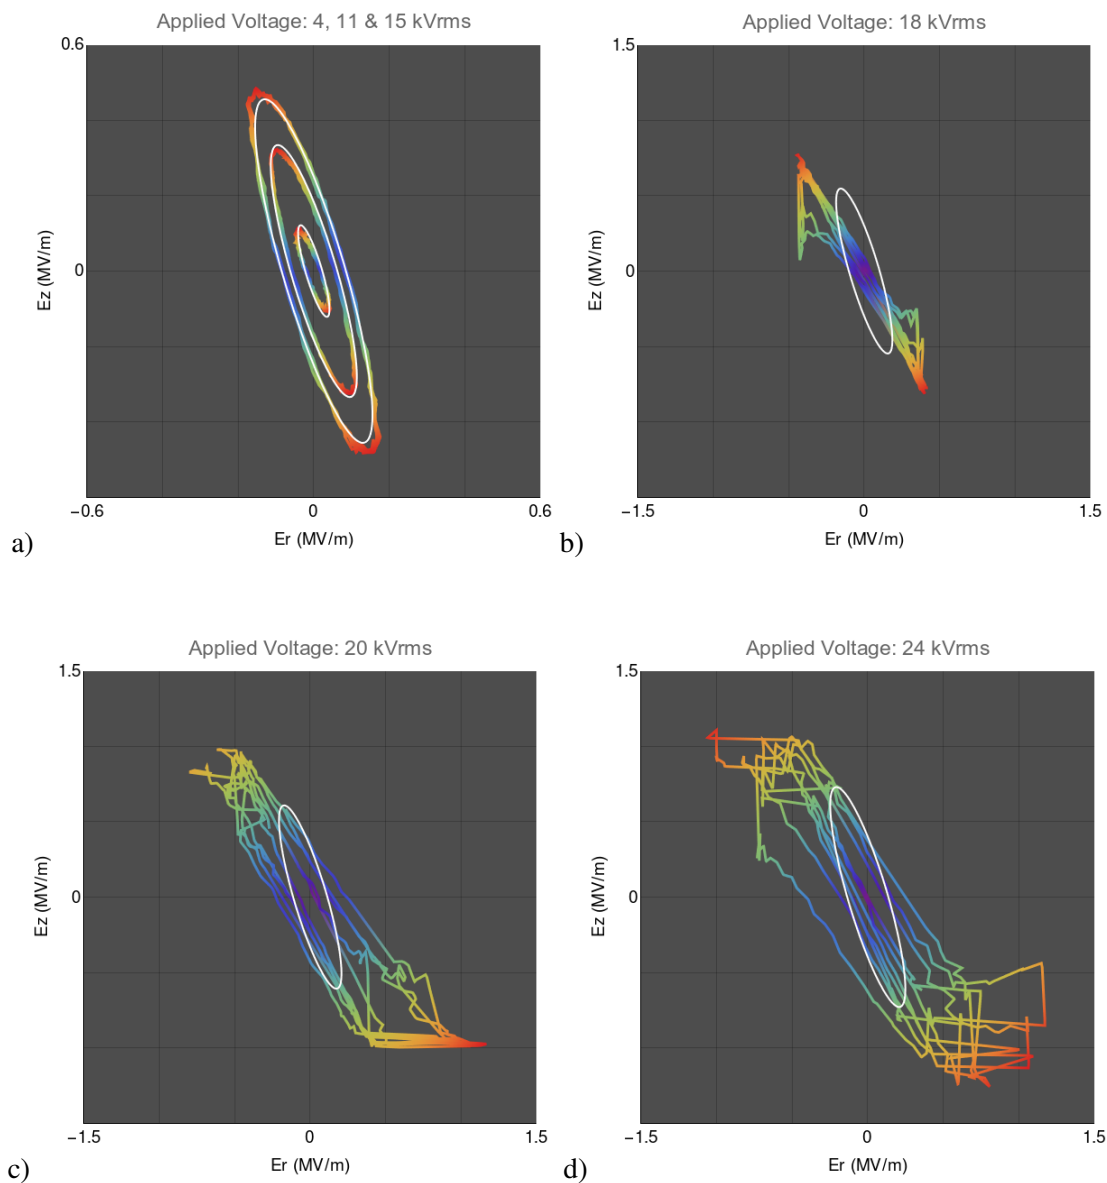 Applied Voltage: 4, 11 & 15 kVrms
0.6
Ez (MV/m)
0
−0.6
0
0.6
Er (MV/m)
a)
Applied Voltage: 18 kVrms
1.5
Ez (MV/m)
0
−1.5
0
1.5
Er (MV/m)
b)
Applied Voltage: 20 kVrms
1.5
Ez (MV/m)
0
−1.5
0
1.5
Er (MV/m)
c)
Applied Voltage: 24 kVrms
1.5
Ez (MV/m)
0
−1.5
0
1.5
Er (MV/m)
d)